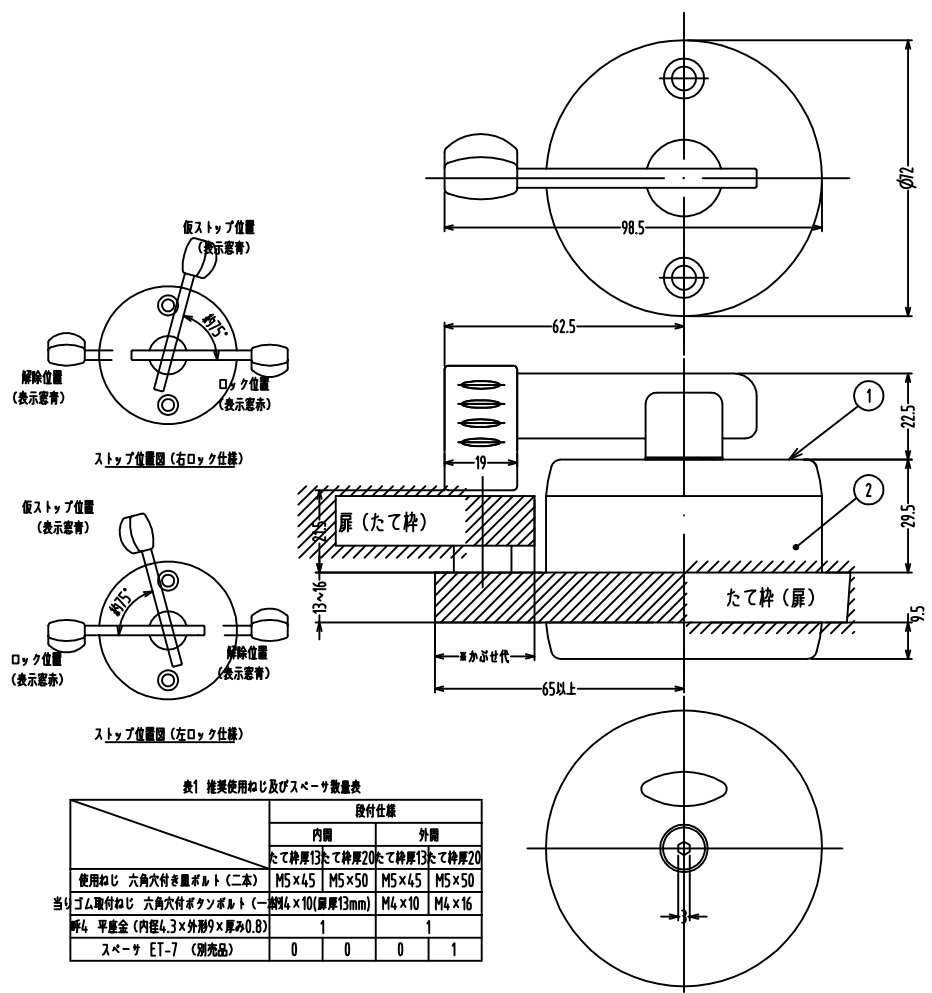 φ72
98.5
仮ストップ位置
(表示窓青)
約75°
解除位置
(表示窓青)
ロック位置
(表示窓赤)
ストップ位置図(右ロック仕様)
62.5
1
22.5
19
2
29.5
扉(たて枠)
13~16
たて枠(扉)
9.5
※かぶせ代
65以上
仮ストップ位置
(表示窓青)
約75°
ロック位置
(表示窓赤)
解除位置
(表示窓青)
ストップ位置図(左ロック仕様)
表1 推奨使用ねじ及びスペーサ数量表
段付仕様
内開 外開
たて枠厚13 たて枠厚20 たて枠厚13 たて枠厚20
使用ねじ 六角穴付き皿ボルト(二本) M5×45 M5×50 M5×45 M5×50
当りゴム取付ねじ 六角穴付ボタンボルト(一本) M4×10(扉厚13mm) M4×10 M4×16
呼4 平座金(内径4.3×外形9×厚み0.8) 1 1
スペーサ ET-7 (別売品) 0 0 0 1
3